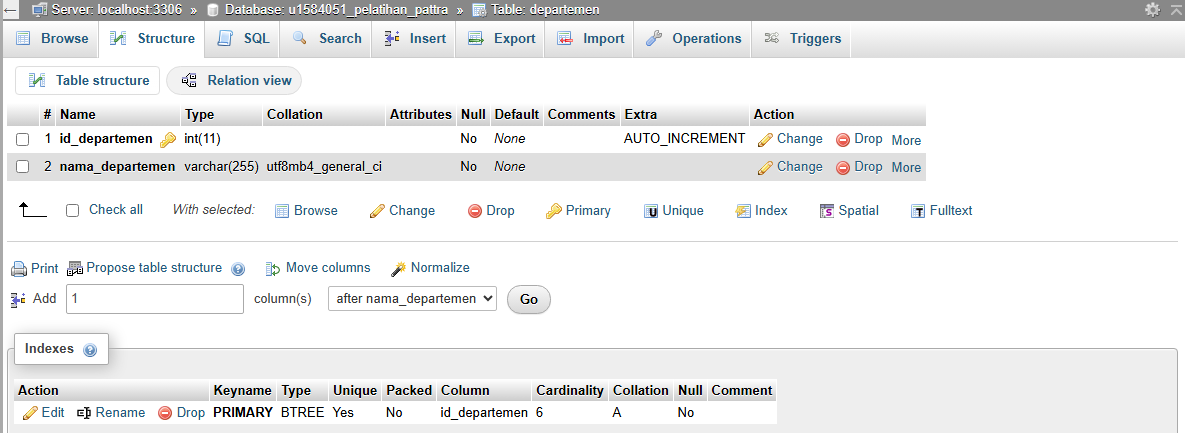 Server: localhost:3306 » Database: u1584051_pelatihan_pattra » Table: departemen
Browse Structure SQL Search Insert Export Import Operations Triggers
Table structure Relation view
# Name Type Collation Attributes Null Default Comments Extra Action
1 id_departemen int(11) No None AUTO_INCREMENT Change Drop More
2 nama_departemen varchar(255) utf8mb4_general_ci No None Change Drop More
Check all With selected: Browse Change Drop Primary Unique Index Spatial Fulltext
Print Propose table structure Move columns Normalize
Add 1 column(s) after nama_departemen Go
Indexes
Action Keyname Type Unique Packed Column Cardinality Collation Null Comment
Edit Rename Drop PRIMARY BTREE Yes No id_departemen 6 A No